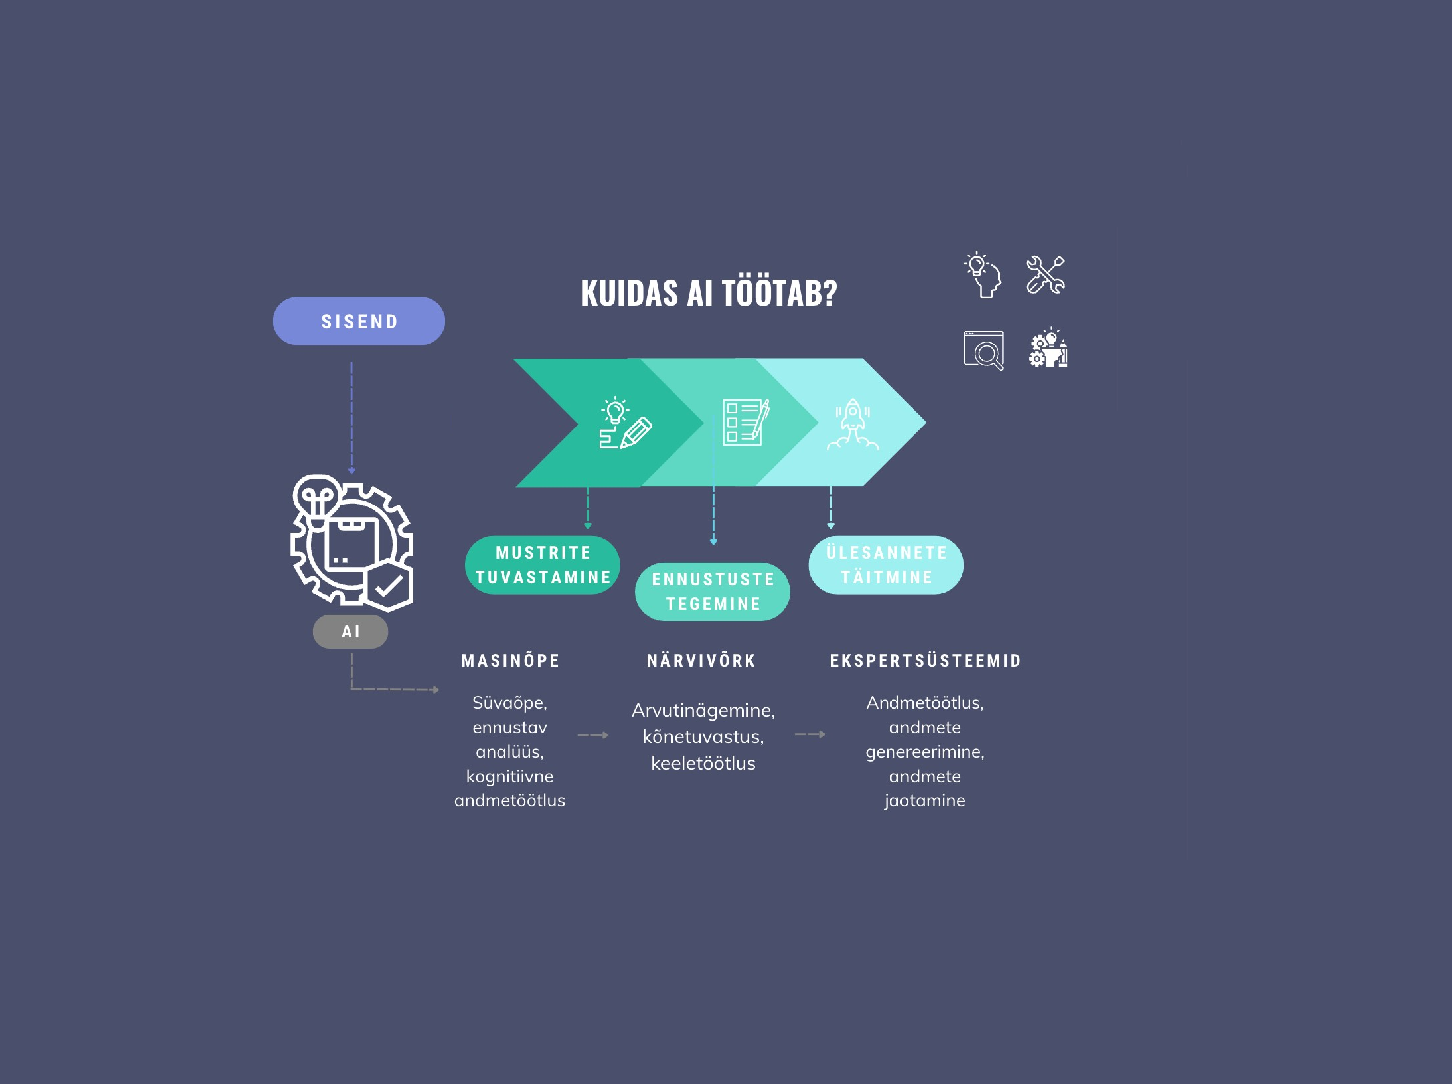 KUIDAS AI TÖÖTAB?
SISEND
AI
MUSTRITE
TUVASTAMINE
ENNUSTUSTE
TEGEMINE
ÜLESANNETE
TÄITMINE
MASINÕPE
Süvaõpe,
ennustav
analüüs,
kognitiivne
andmetöötlus
NÄRVIVÕRK
Arvutinägemine,
kõnetuvastus,
keeletöötlus
EKSPERTSÜSTEEMID
Andmetöötlus,
andmete
genereerimine,
andmete
jaotamine